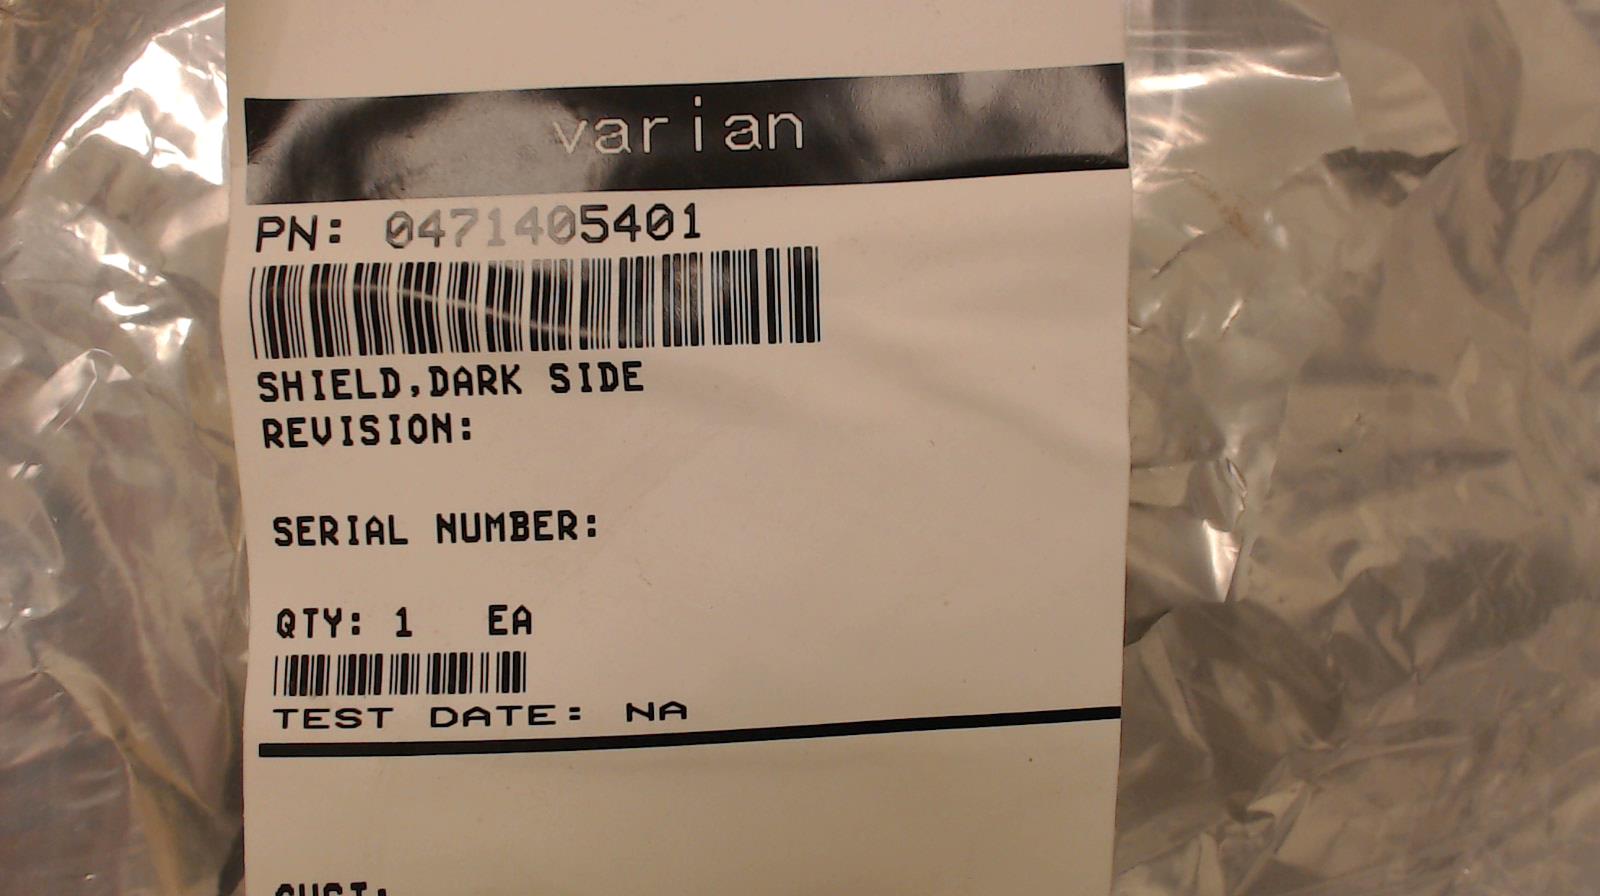 varian
PN: 0471405401
SHIELD,DARK SIDE
REVISION:
SERIAL NUMBER:
QTY: 1 EA
TEST DATE: NA